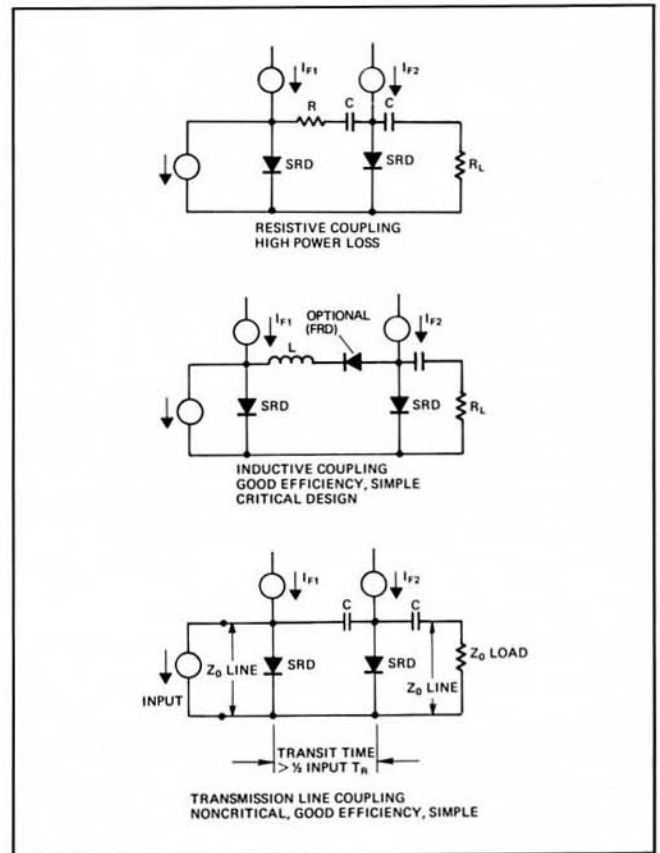 I_F1 I_F2
R C C
SRD SRD R_L
RESISTIVE COUPLING
HIGH POWER LOSS
OPTIONAL
(FRD)
I_F1 I_F2
L
SRD SRD R_L
INDUCTIVE COUPLING
GOOD EFFICIENCY, SIMPLE
CRITICAL DESIGN
I_F1 I_F2
C C
Z_0 LINE SRD SRD Z_0 LINE Z_0 LOAD
INPUT
TRANSIT TIME
> ½ INPUT T_R
TRANSMISSION LINE COUPLING
NONCRITICAL, GOOD EFFICIENCY, SIMPLE